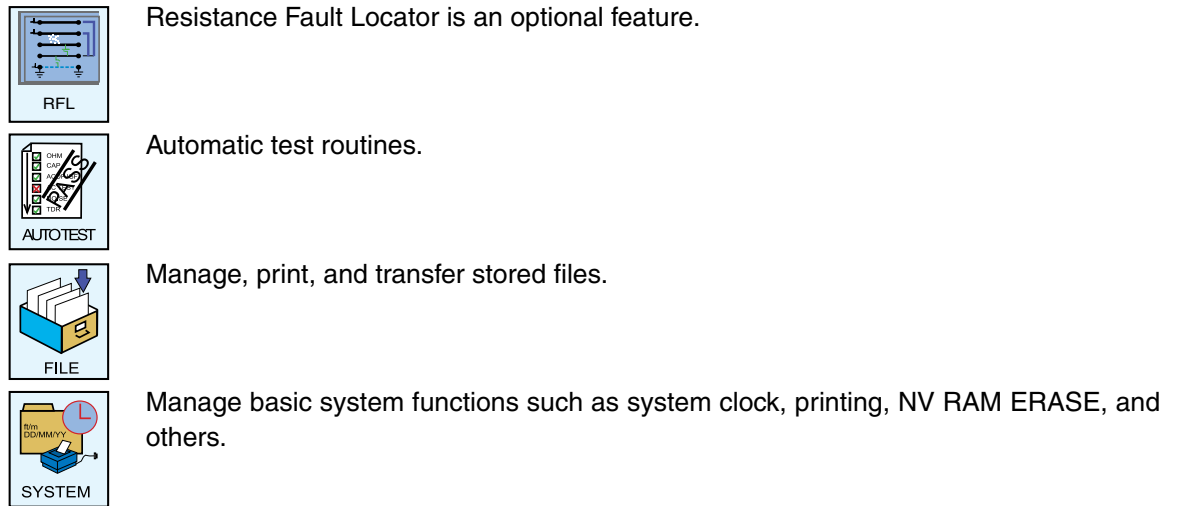 Resistance Fault Locator is an optional feature.
RFL
Automatic test routines.
OHM
CAP
PASS
TDR
AUTOTEST
Manage, print, and transfer stored files.
FILE
Manage basic system functions such as system clock, printing, NV RAM ERASE, and
others.
ft/m
DD/MM/YY
SYSTEM